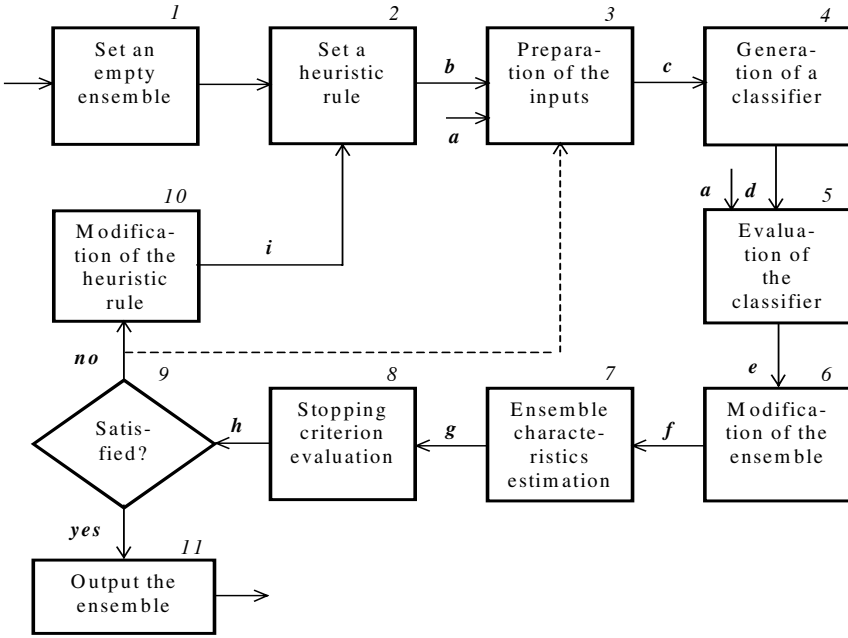 1
Set an
empty
ensemble
2
Set a
heuristic
rule
b
a
3
Prepara-
tion of the
inputs
c
4
Genera-
tion of a
classifier
a
d
5
Evalua-
tion of
the
classifier
10
Modifica-
tion of the
heuristic
rule
i
no
e
9
Satis-
fied?
h
8
Stopping
criterion
evaluation
g
7
Ensemble
characte-
ristics
estimation
f
6
Modifica-
tion of the
ensemble
yes
11
Output the
ensemble